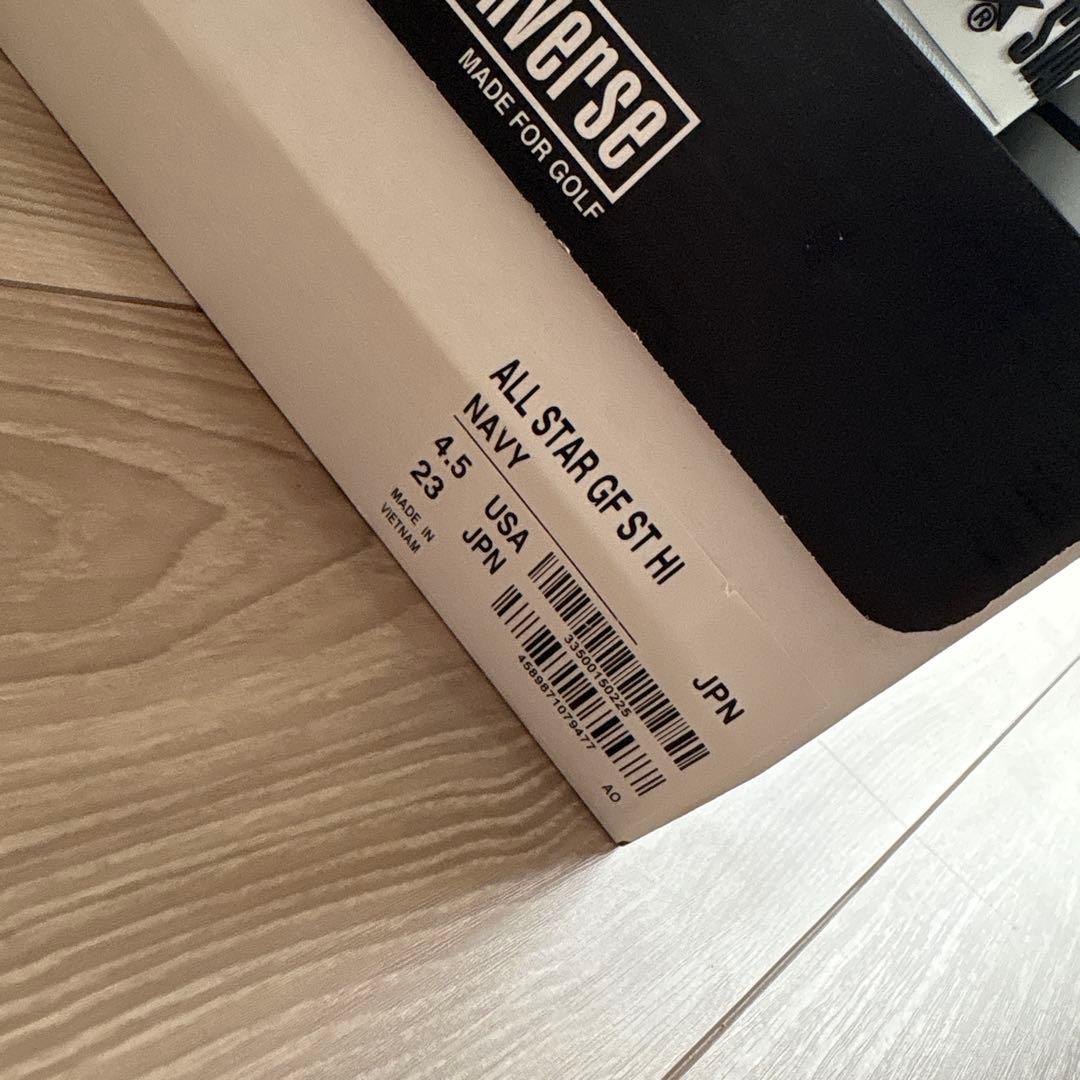 MADE FOR GOLF
ALL STAR GF ST HI
NAVY
4.5 USA
23 JPN
MADE IN
VIETNAM
33500150225
4589871079477
JPN
AO